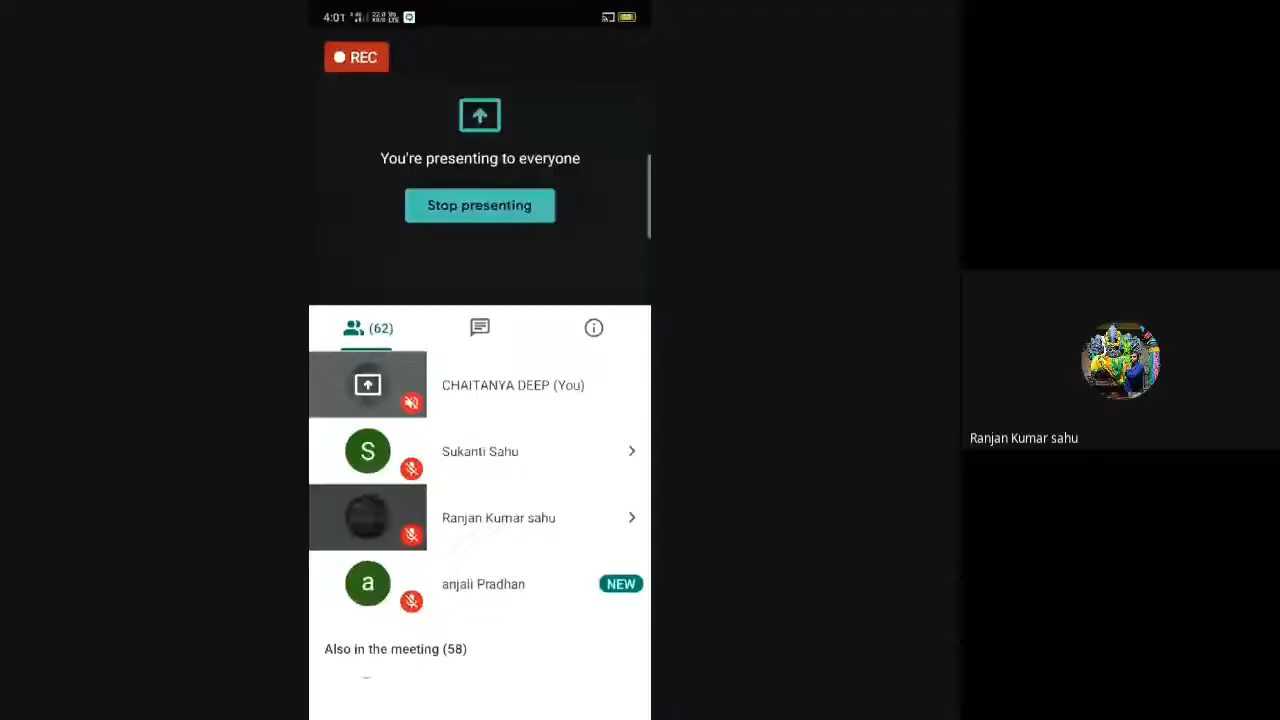 4:01
REC
You're presenting to everyone
Stop presenting
(62)
CHAITANYA DEEP (You)
S
Sukanti Sahu
Ranjan Kumar sahu
a
anjali Pradhan
NEW
Also in the meeting (58)
Ranjan Kumar sahu